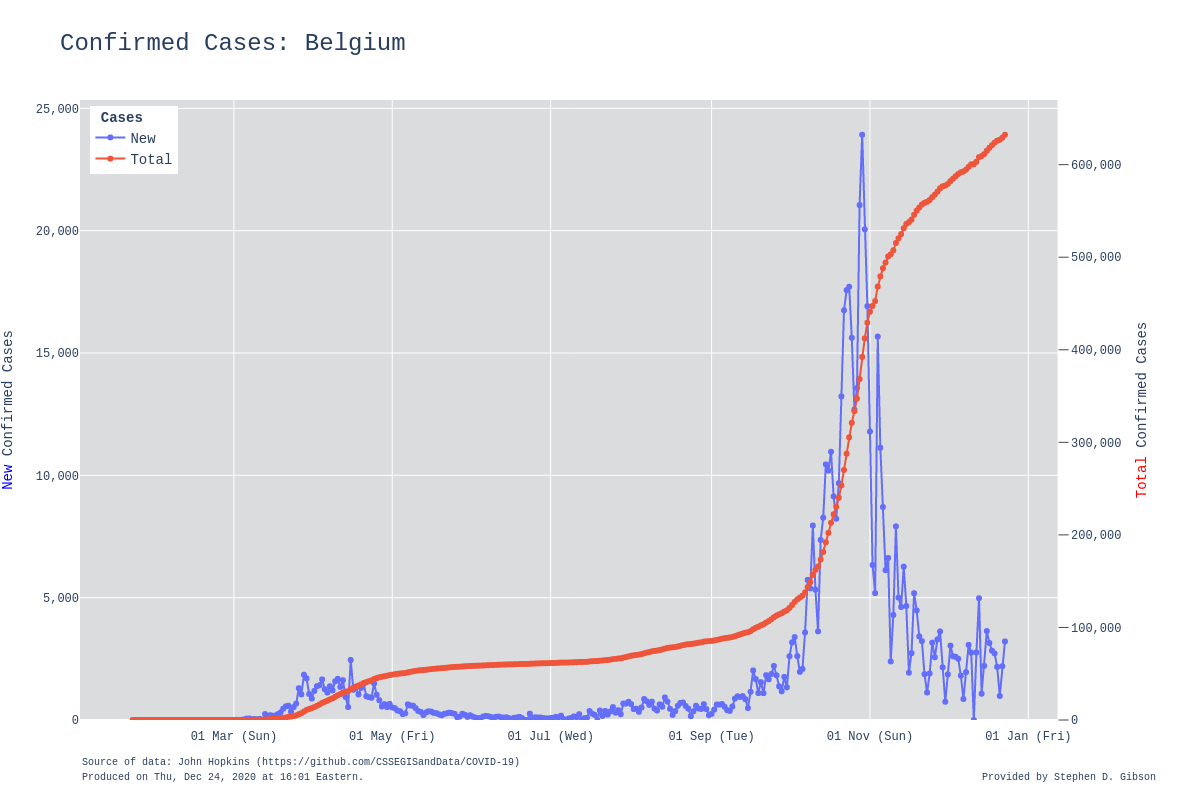 Confirmed Cases: Belgium
Cases
New
Total
25,000
20,000
15,000
10,000
5,000
0
New Confirmed Cases
600,000
500,000
400,000
300,000
200,000
100,000
0
Total Confirmed Cases
01 Mar (Sun)
01 May (Fri)
01 Jul (Wed)
01 Sep (Tue)
01 Nov (Sun)
01 Jan (Fri)
Source of data: John Hopkins (https://github.com/CSSEGISandData/COVID-19)
Produced on Thu, Dec 24, 2020 at 16:01 Eastern.
Provided by Stephen D. Gibson